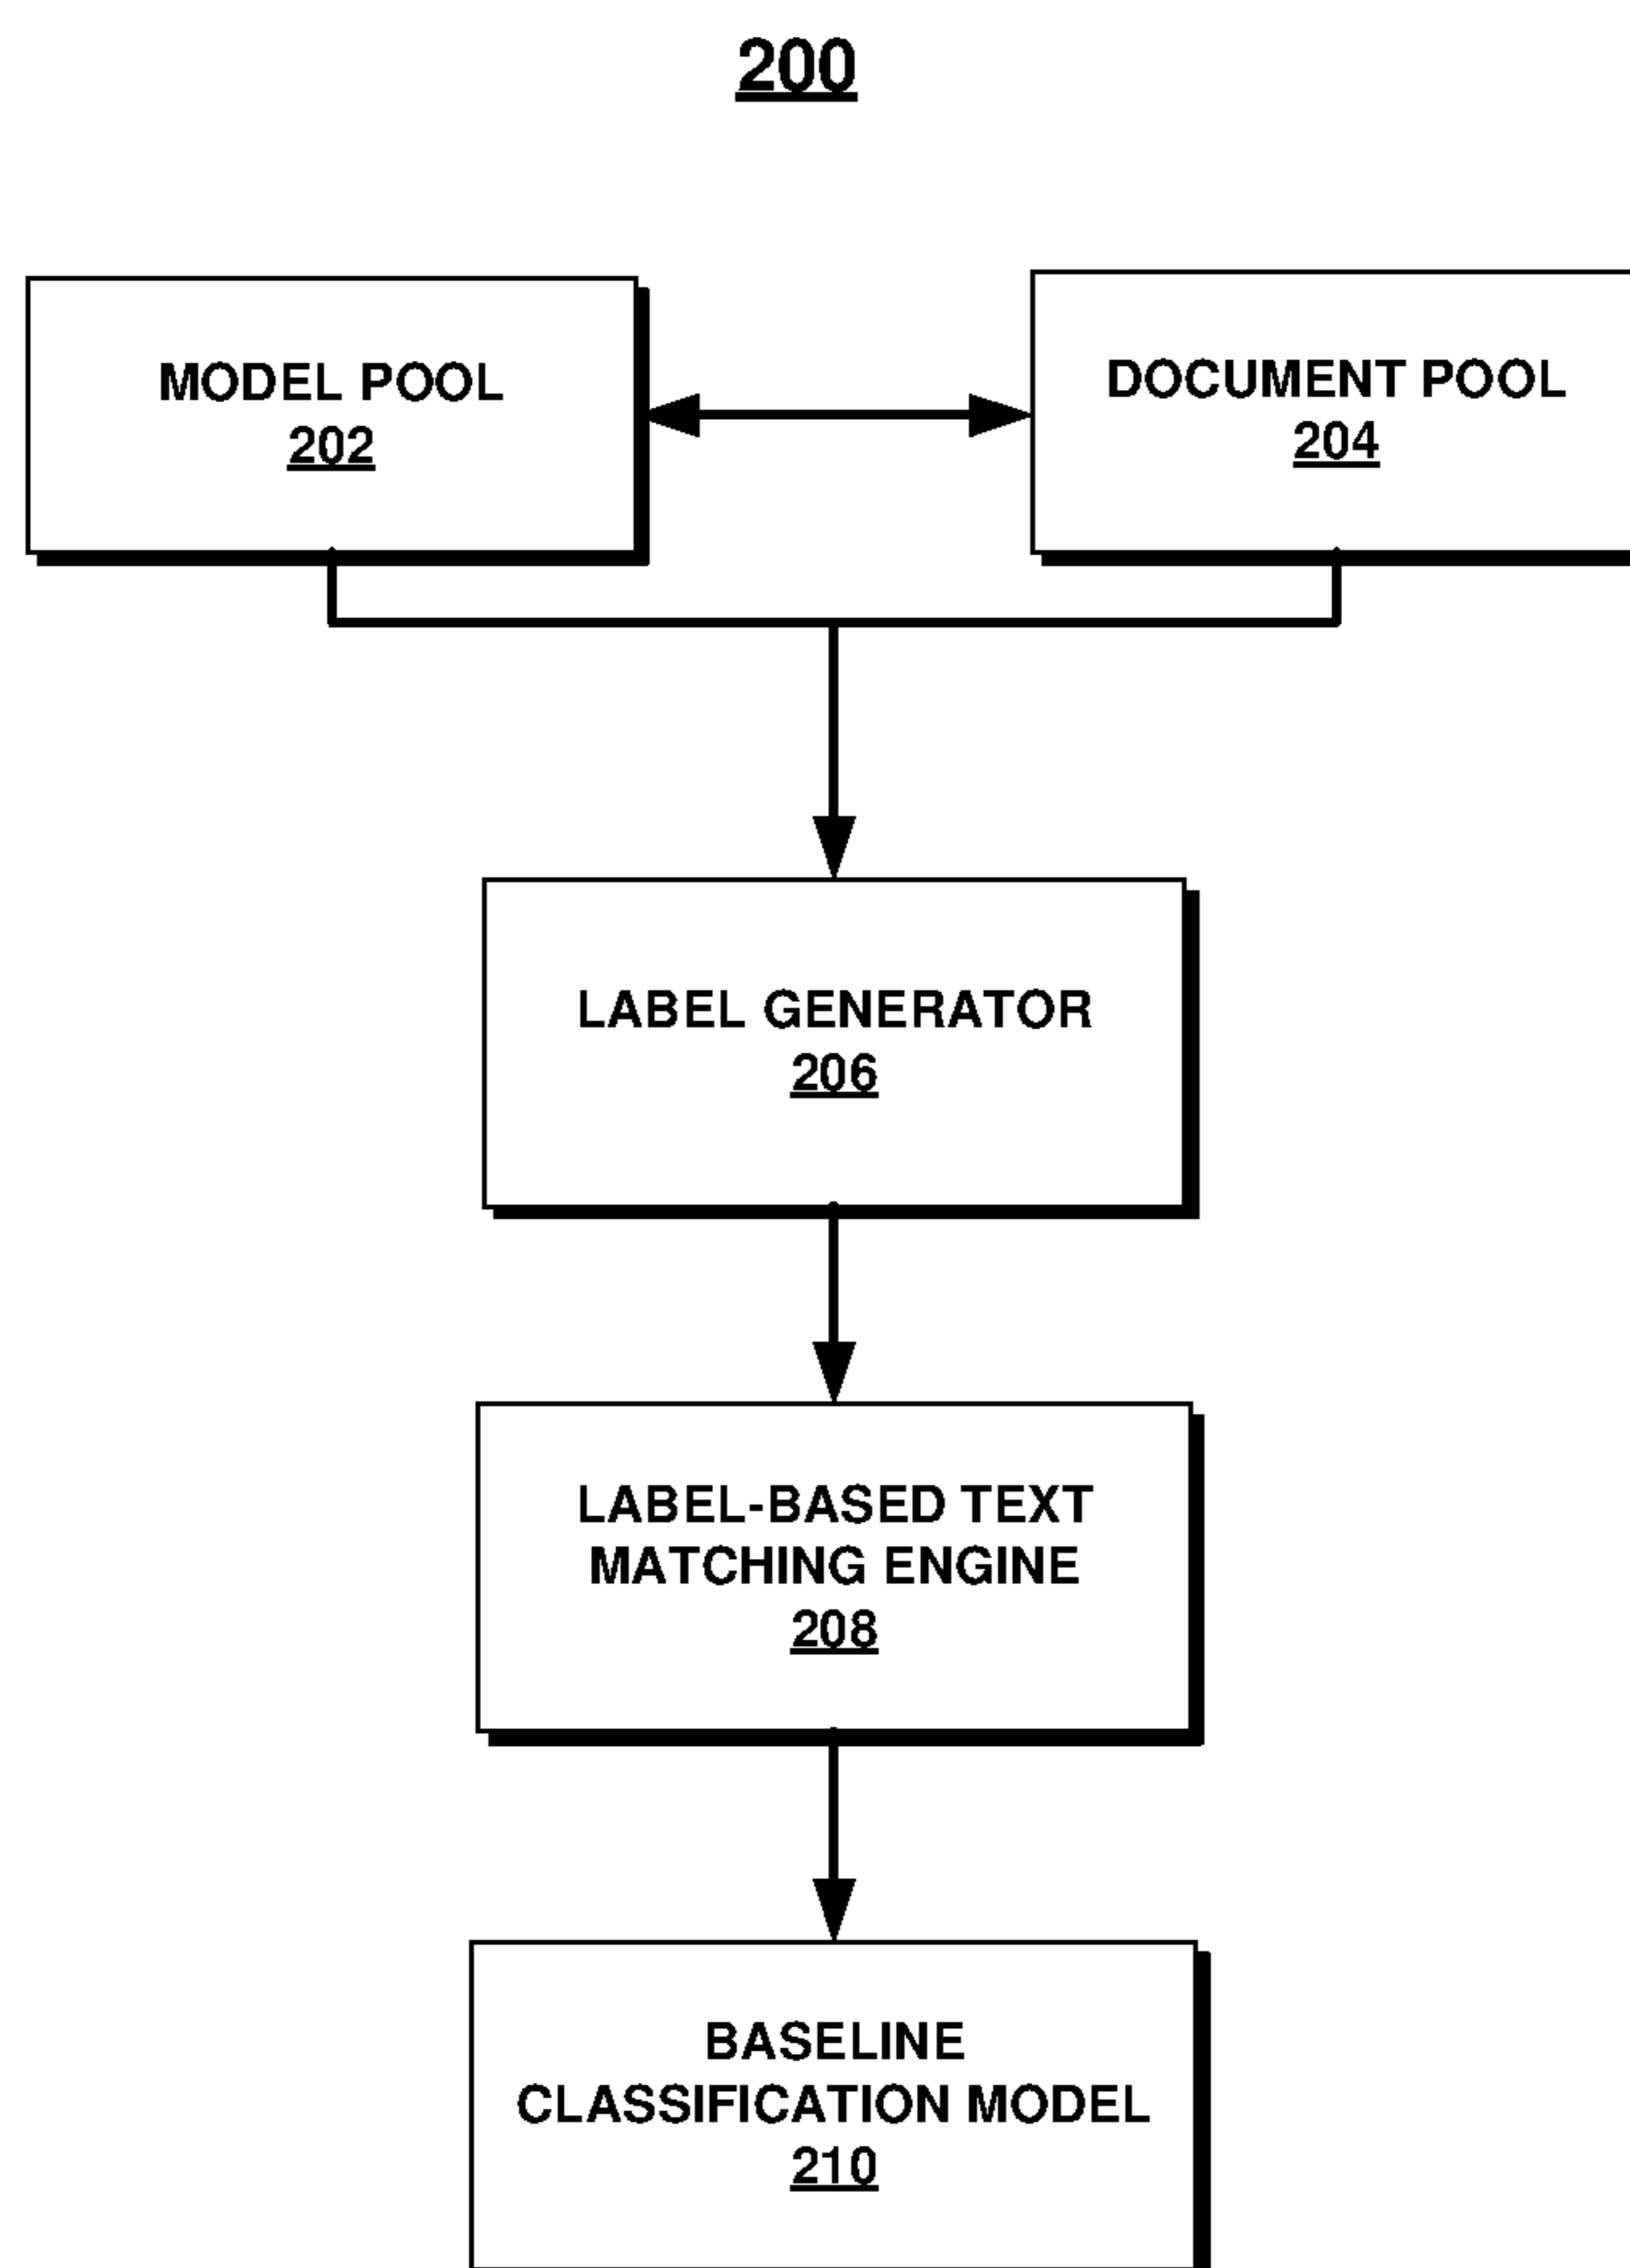 200
MODEL POOL
202
DOCUMENT POOL
204
LABEL GENERATOR
206
LABEL-BASED TEXT
MATCHING ENGINE
208
BASELINE
CLASSIFICATION MODEL
210